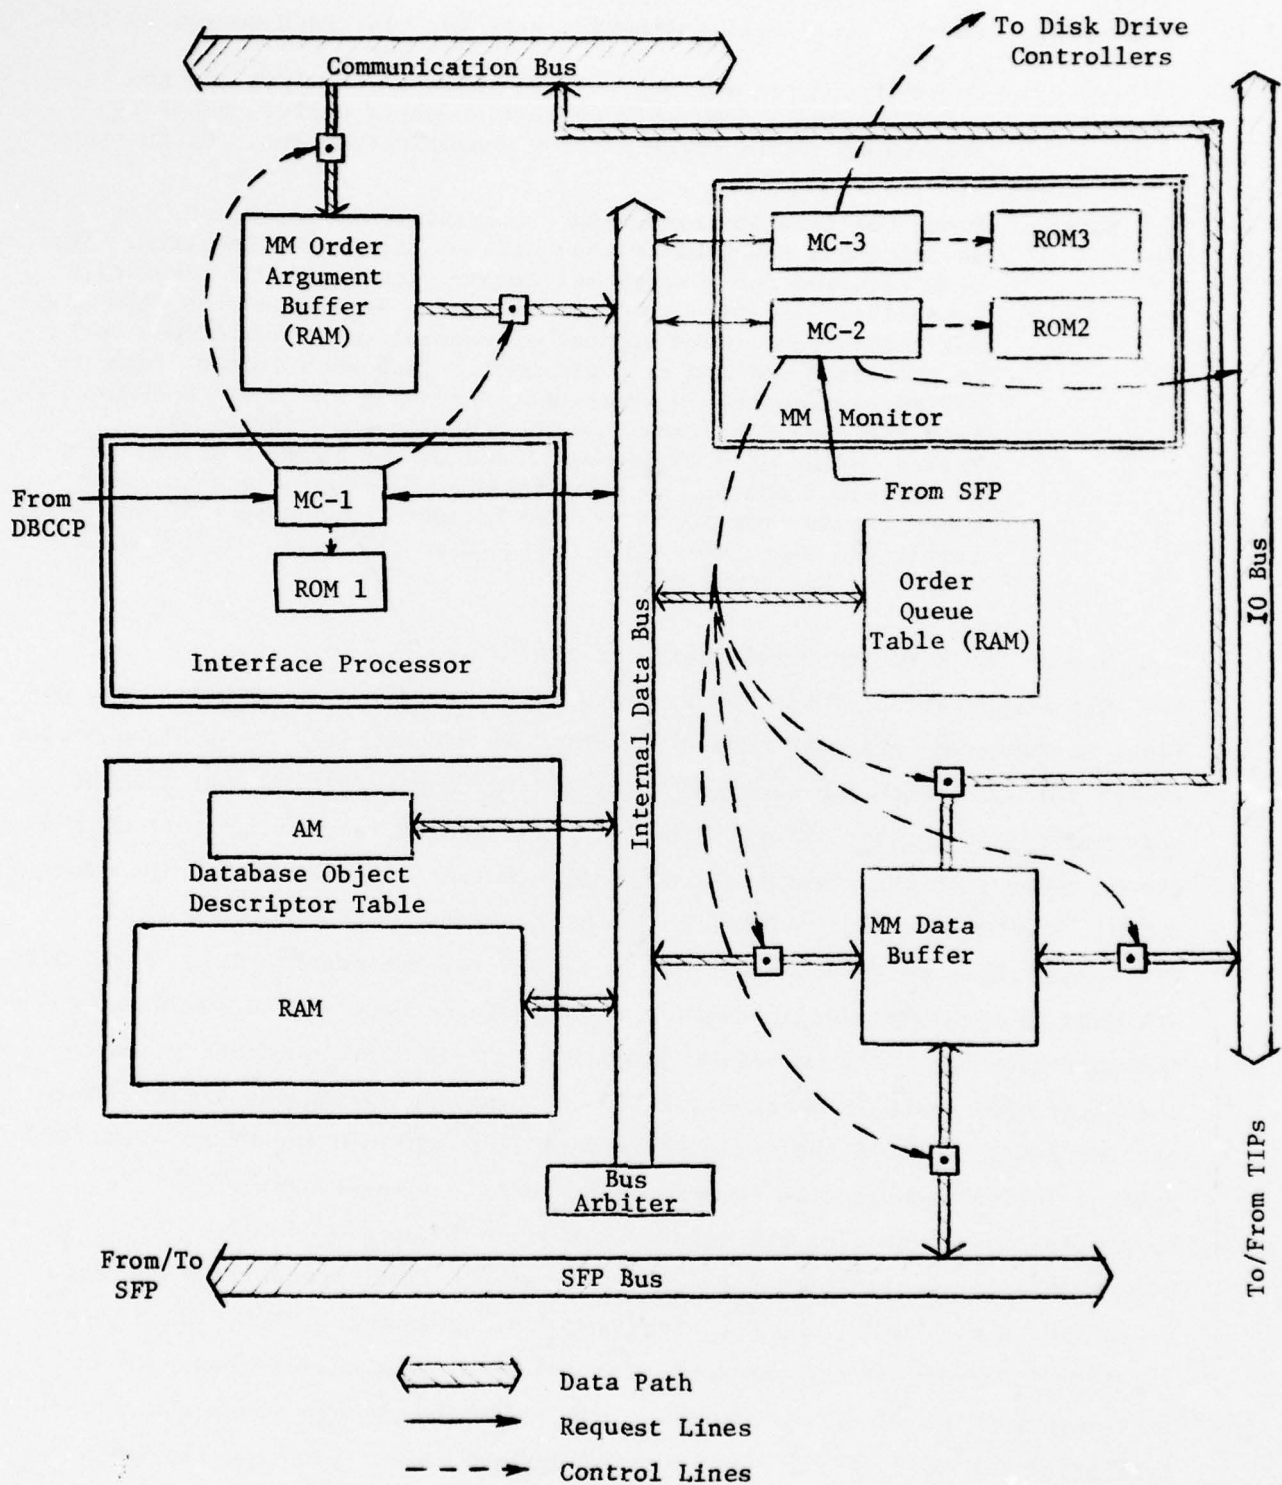 To Disk Drive
Controllers
Communication Bus
MM Order
Argument
Buffer
(RAM)
MC-3
ROM3
MC-2
ROM2
MM Monitor
From SFP
From
DBCCP
MC-1
ROM 1
Interface Processor
Order
Queue
Table (RAM)
Internal Data Bus
IO Bus
AM
Database Object
Descriptor Table
RAM
MM Data
Buffer
Bus
Arbiter
To/From TIPs
From/To
SFP
SFP Bus
Data Path
Request Lines
Control Lines